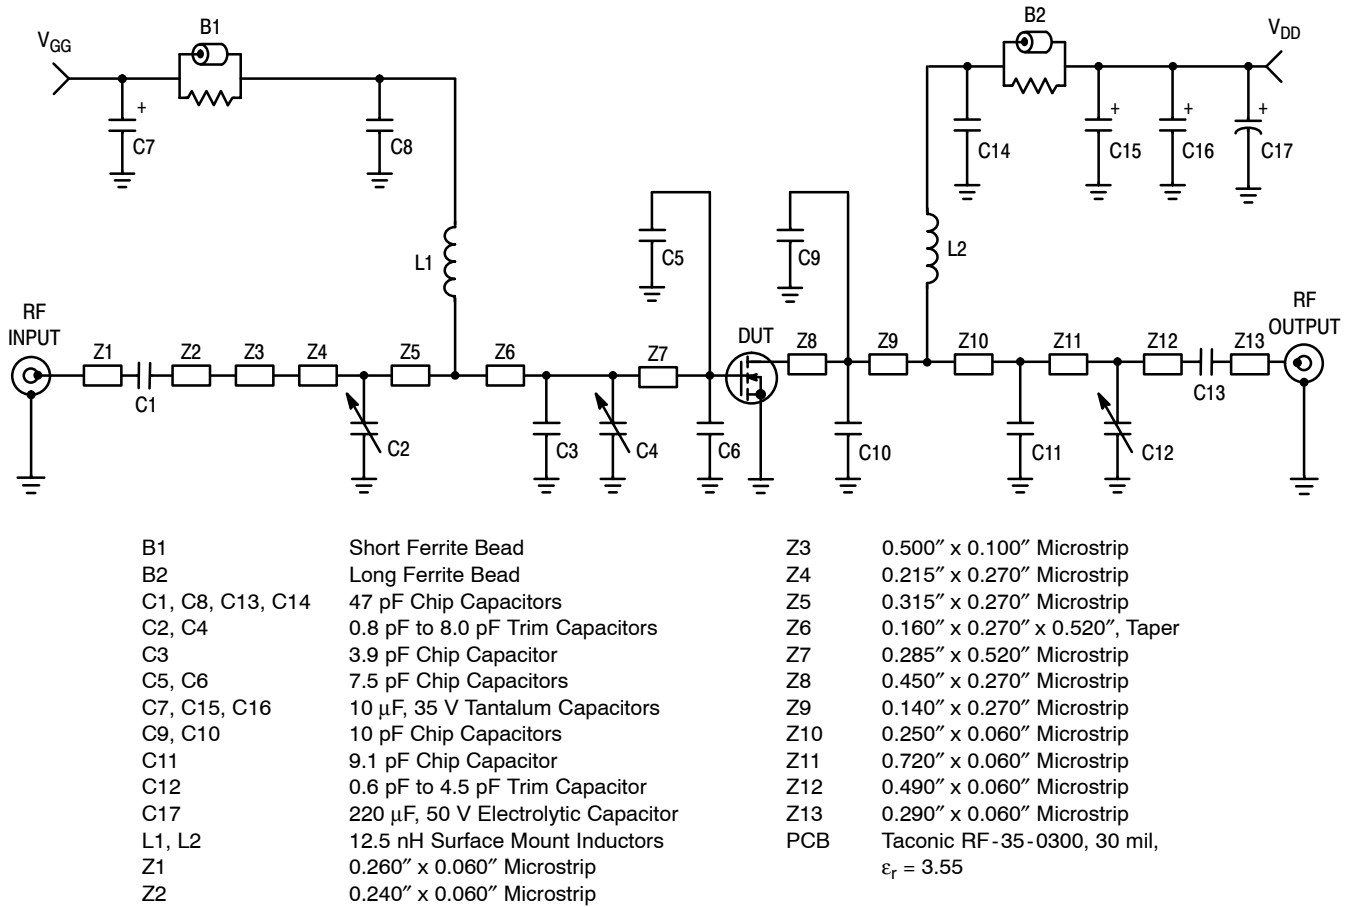 B1
B2
VGG
VDD
+
C7
C8
C14
+
C15
+
C16
+
C17
L1
C5
C9
L2
RF
INPUT
RF
OUTPUT
DUT
Z1
Z2
Z3
Z4
Z5
Z6
Z7
Z8
Z9
Z10
Z11
Z12
Z13
C1
C2
C3
C4
C6
C10
C11
C12
C13
B1 Short Ferrite Bead
B2 Long Ferrite Bead
C1, C8, C13, C14 47 pF Chip Capacitors
C2, C4 0.8 pF to 8.0 pF Trim Capacitors
C3 3.9 pF Chip Capacitor
C5, C6 7.5 pF Chip Capacitors
C7, C15, C16 10 μF, 35 V Tantalum Capacitors
C9, C10 10 pF Chip Capacitors
C11 9.1 pF Chip Capacitor
C12 0.6 pF to 4.5 pF Trim Capacitor
C17 220 μF, 50 V Electrolytic Capacitor
L1, L2 12.5 nH Surface Mount Inductors
Z1 0.260″ x 0.060″ Microstrip
Z2 0.240″ x 0.060″ Microstrip
Z3 0.500″ x 0.100″ Microstrip
Z4 0.215″ x 0.270″ Microstrip
Z5 0.315″ x 0.270″ Microstrip
Z6 0.160″ x 0.270″ x 0.520″, Taper
Z7 0.285″ x 0.520″ Microstrip
Z8 0.450″ x 0.270″ Microstrip
Z9 0.140″ x 0.270″ Microstrip
Z10 0.250″ x 0.060″ Microstrip
Z11 0.720″ x 0.060″ Microstrip
Z12 0.490″ x 0.060″ Microstrip
Z13 0.290″ x 0.060″ Microstrip
PCB Taconic RF-35-0300, 30 mil,
εr = 3.55